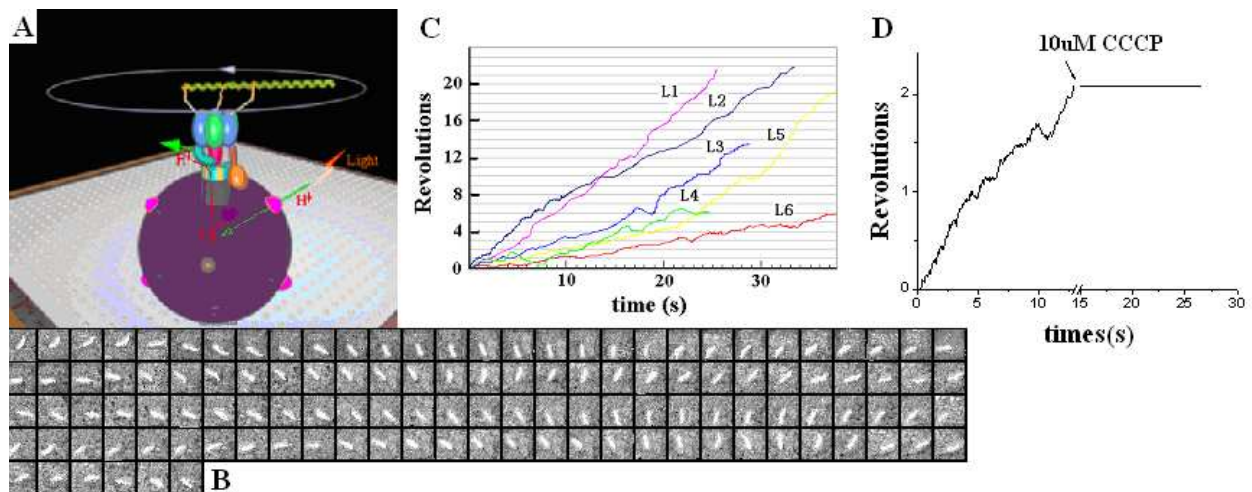 A
Light
H⁺
C
Revolutions
20
16
12
8
4
0
L1
L2
L3
L5
L4
L6
10
20
30
time (s)
D
10uM CCCP
Revolutions
2
1
0
0
5
10
15
20
25
30
times(s)
B